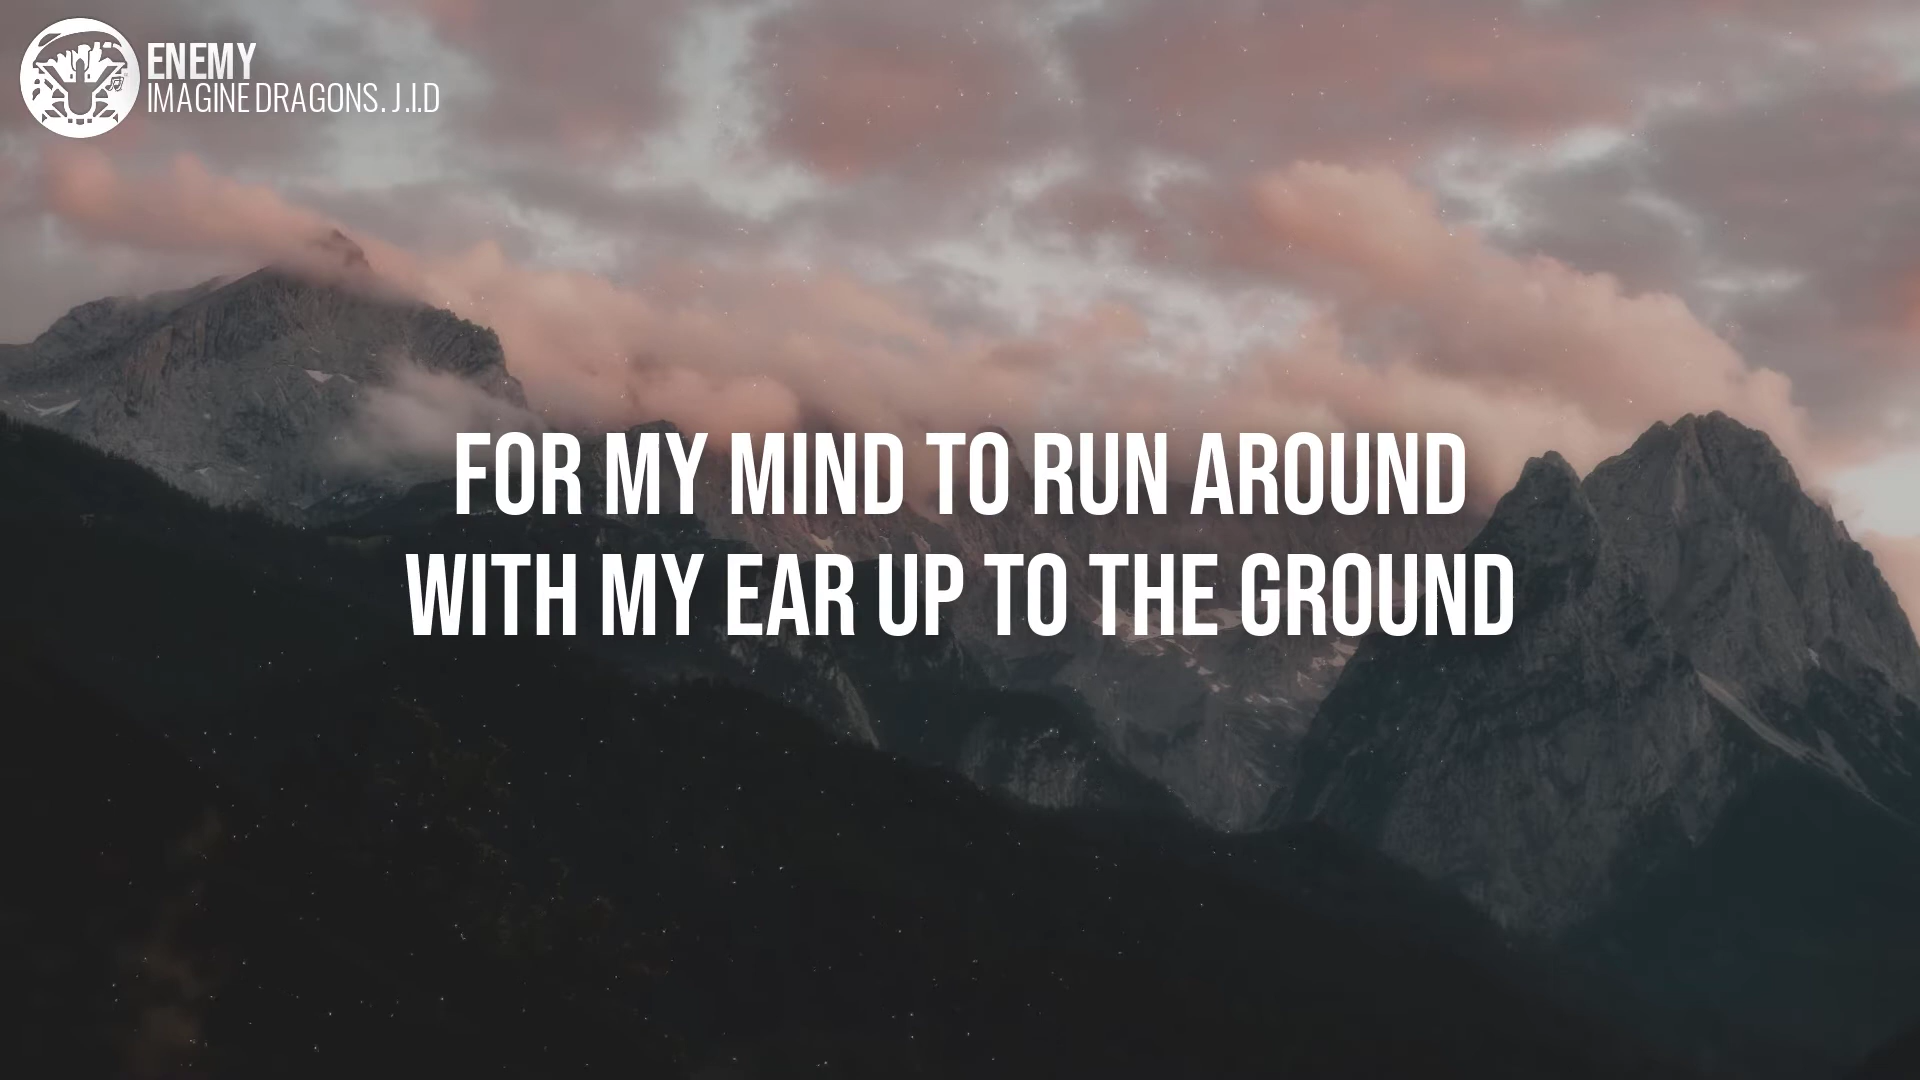 ENEMY
IMAGINE DRAGONS. J.I.D
FOR MY MIND TO RUN AROUND
WITH MY EAR UP TO THE GROUND